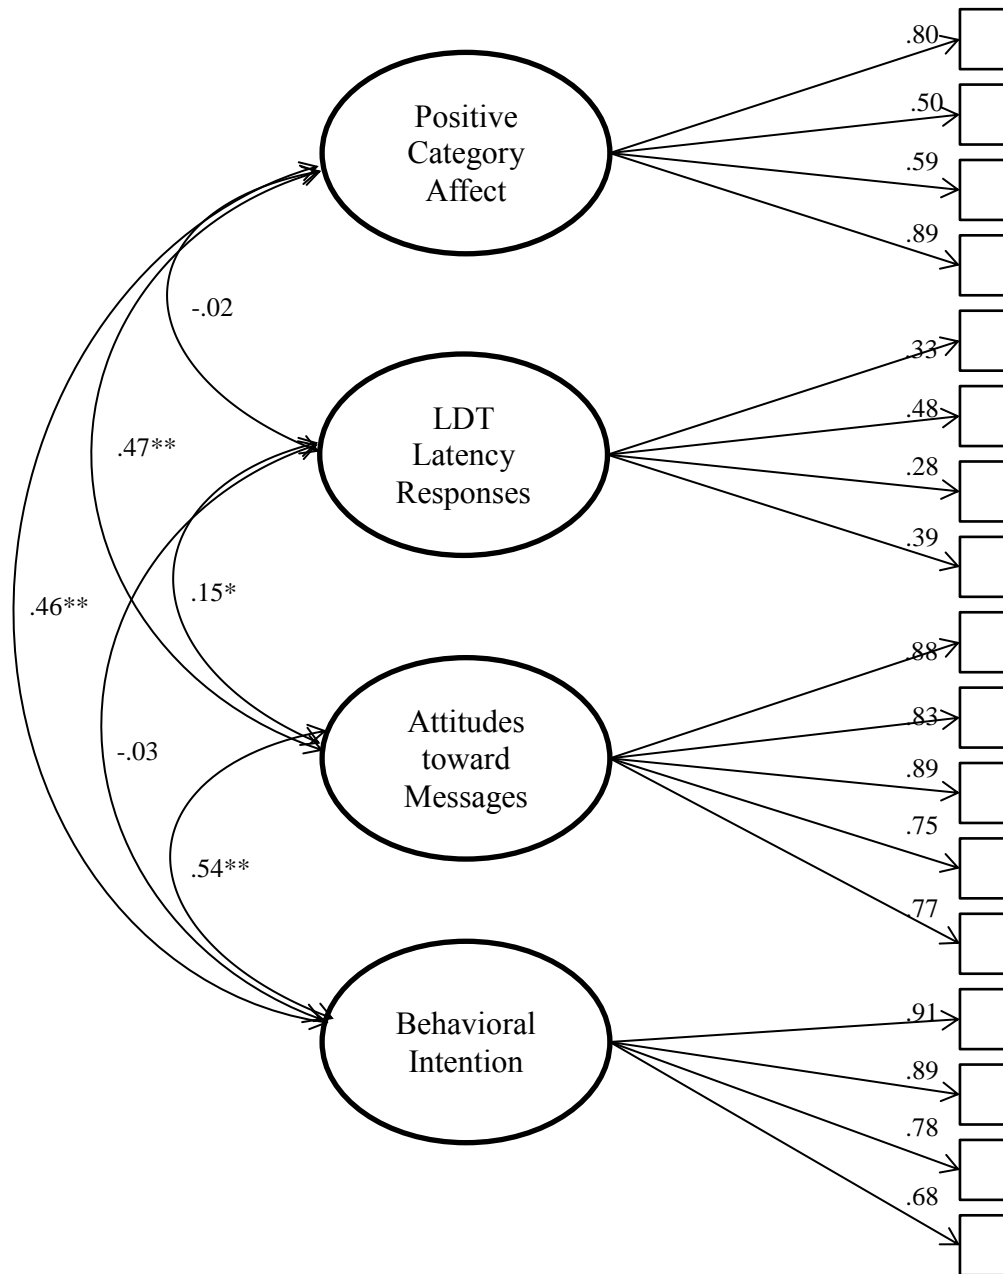 .80
Positive
Category
Affect
.50
.59
.89
-.02
.33
LDT
Latency
Responses
.48
.28
.39
.47**
.15*
.46**
.88
Attitudes
toward
Messages
.83
.89
.75
.77
-.03
.54**
.91
Behavioral
Intention
.89
.78
.68